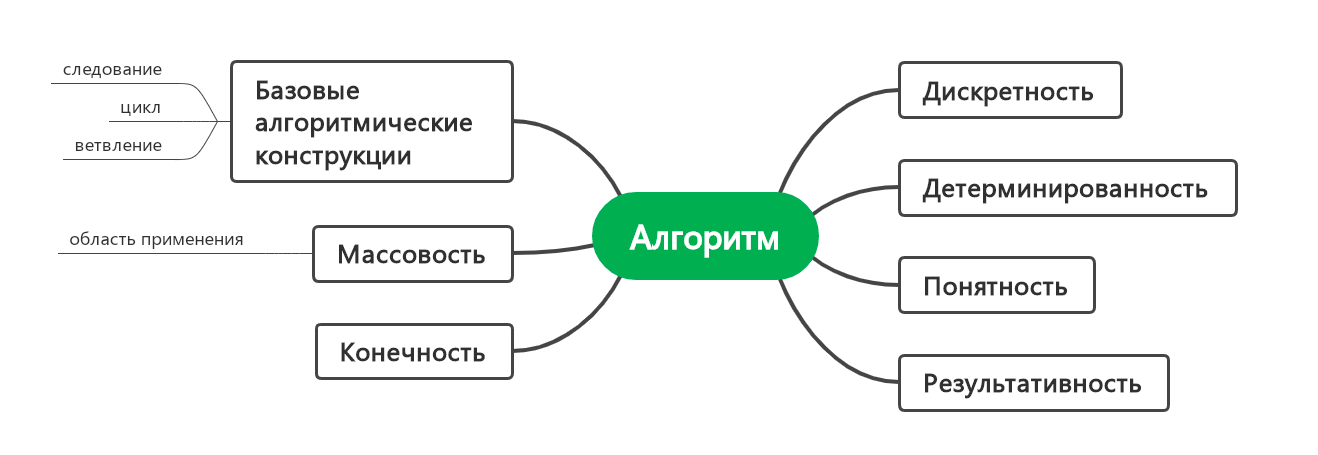 следование
цикл
ветвление
Базовые
алгоритмические
конструкции
область применения
Массовость
Конечность
Алгоритм
Дискретность
Детерминированность
Понятность
Результативность